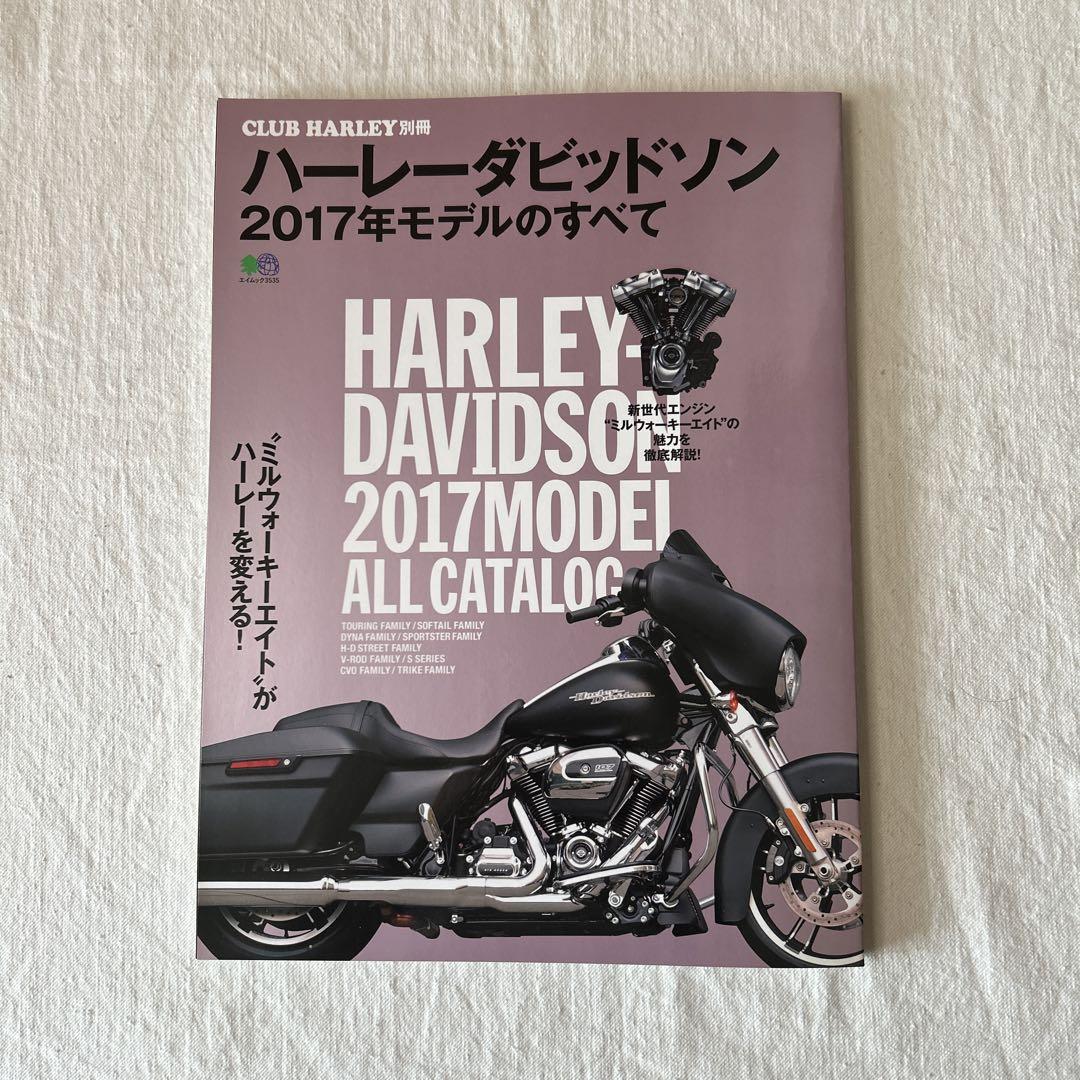 CLUB HARLEY別冊
ハーレーダビッドソン
2017年モデルのすべて
エイムック3535
HARLEY-
DAVIDSON
2017MODEL
ALL CATALOG
TOURING FAMILY / SOFTAIL FAMILY
DYNA FAMILY / SPORTSTER FAMILY
H-D STREET FAMILY
V-ROD FAMILY / S SERIES
CVO FAMILY / TRIKE FAMILY
新世代エンジン
“ミルウォーキーエイト”の
魅力を
徹底解説！
“ミルウォーキーエイト”が
ハーレーを変える！
Harley-
Davidson
107